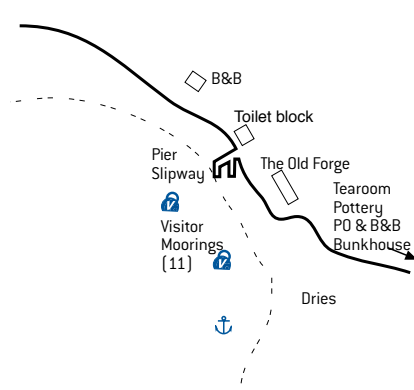 B&B
Toilet block
Pier
Slipway
The Old Forge
Tearoom
Pottery
PO & B&B
Bunkhouse
V
Visitor
Moorings
(11)
V
Dries